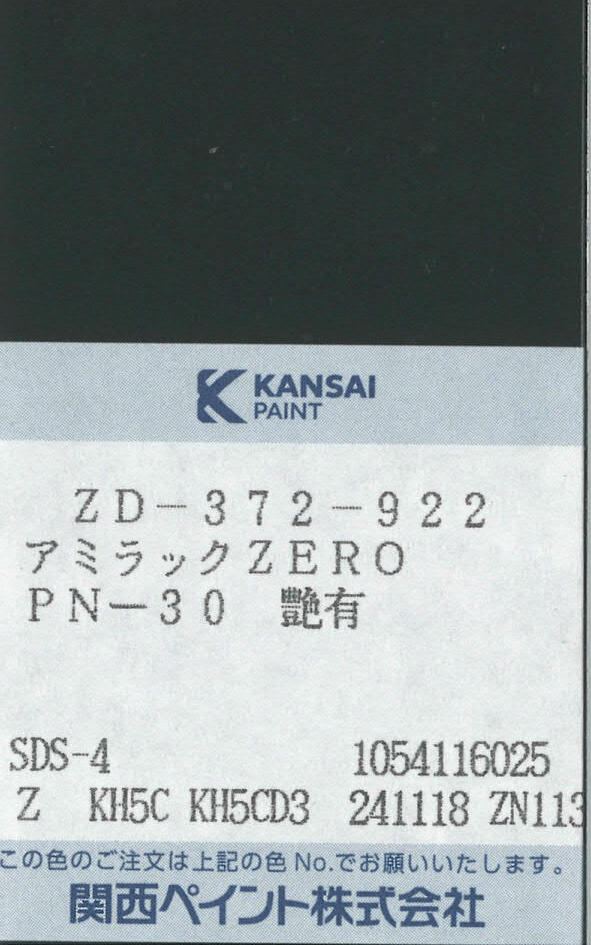 KANSAI
PAINT
ZD-372-922
アミラックZERO
PN-30 艶有
SDS-4 1054116025
Z KH5C KH5CD3 241118 ZN113
この色のご注文は上記の色No.でお願いいたします。
関西ペイント株式会社